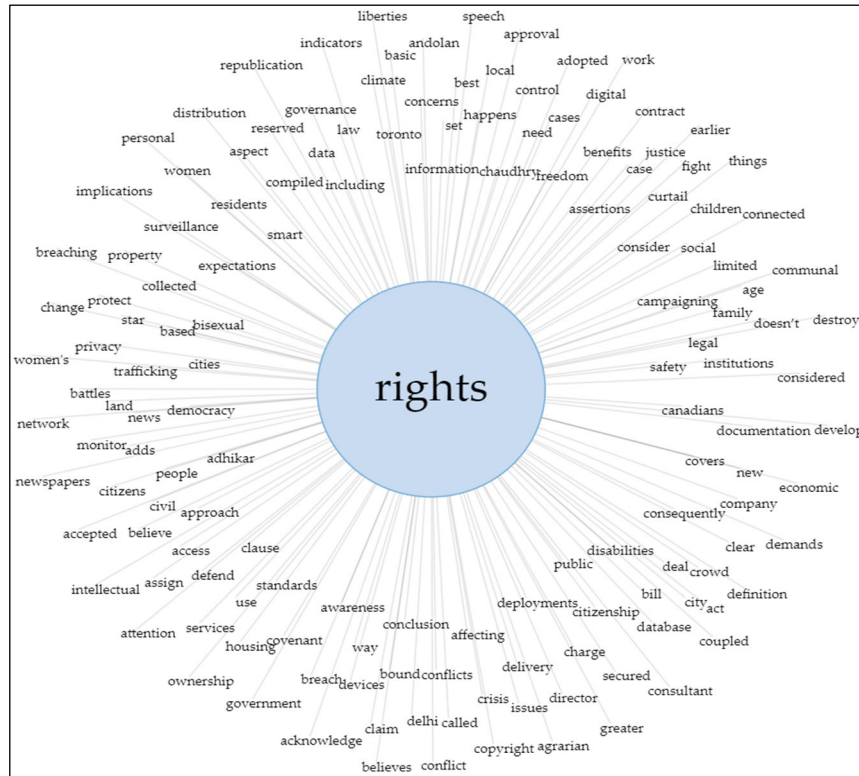 liberties
speech
indicators
andolan
approval
basic
republication
local
adopted
work
climate
best
control
digital
distribution
governance
concerns
happens
cases
contract
reserved
law
toronto
set
need
earlier
personal
aspect
data
benefits
justice
women
compiled
including
information
chaudhry
freedom
case
fight
things
implications
residents
assertions
curtail
children
connected
surveillance
smart
breaching
property
expectations
consider
social
collected
limited
communal
change
protect
campaigning
age
star
based
bisexual
family
doesn't
destroy
women's
privacy
legal
trafficking
cities
safety
institutions
considered
rights
battles
land
democracy
canadians
network
news
documentation
develop
monitor
adds
adhikar
covers
new
newspapers
people
economic
citizens
civil
approach
consequently
company
accepted
believe
access
clause
disabilities
clear
demands
intellectual
assign
defend
standards
public
deal
crowd
definition
use
awareness
deployments
citizenship
bill
city
act
attention
services
covenant
conclusion
affecting
database
coupled
housing
way
charge
ownership
breach
devices
bound
conflicts
delivery
secured
consultant
government
crisis
issues
director
acknowledge
claim
delhi
called
greater
believes
conflict
copyright
agrarian